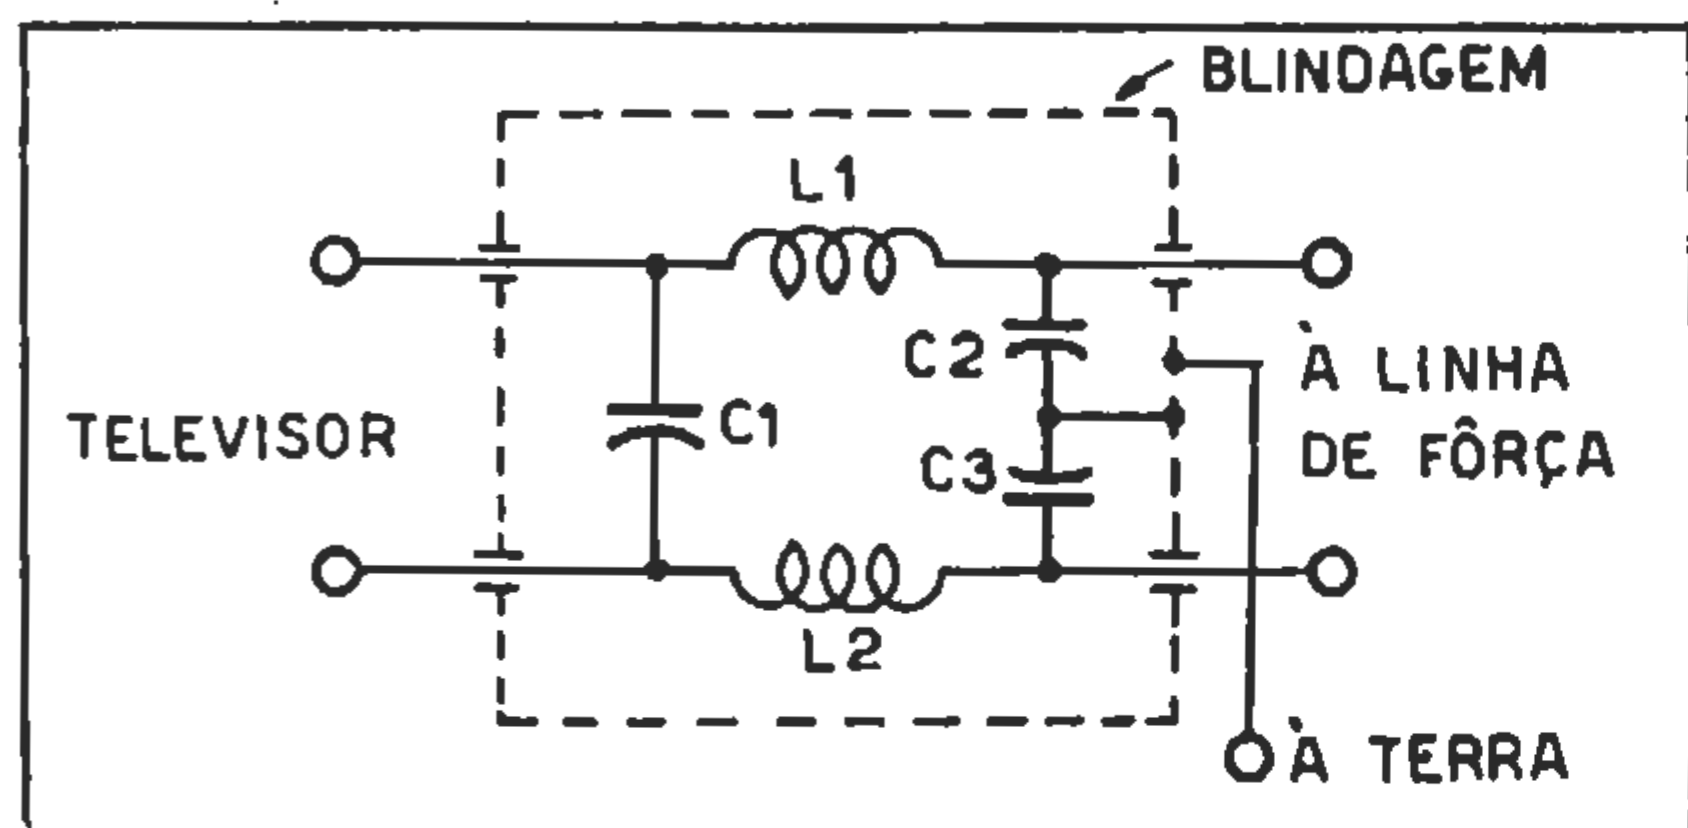 BLINDAGEM
L1
C2
À LINHA
TELEVISOR
C1
DE FÔRÇA
C3
L2
À TERRA